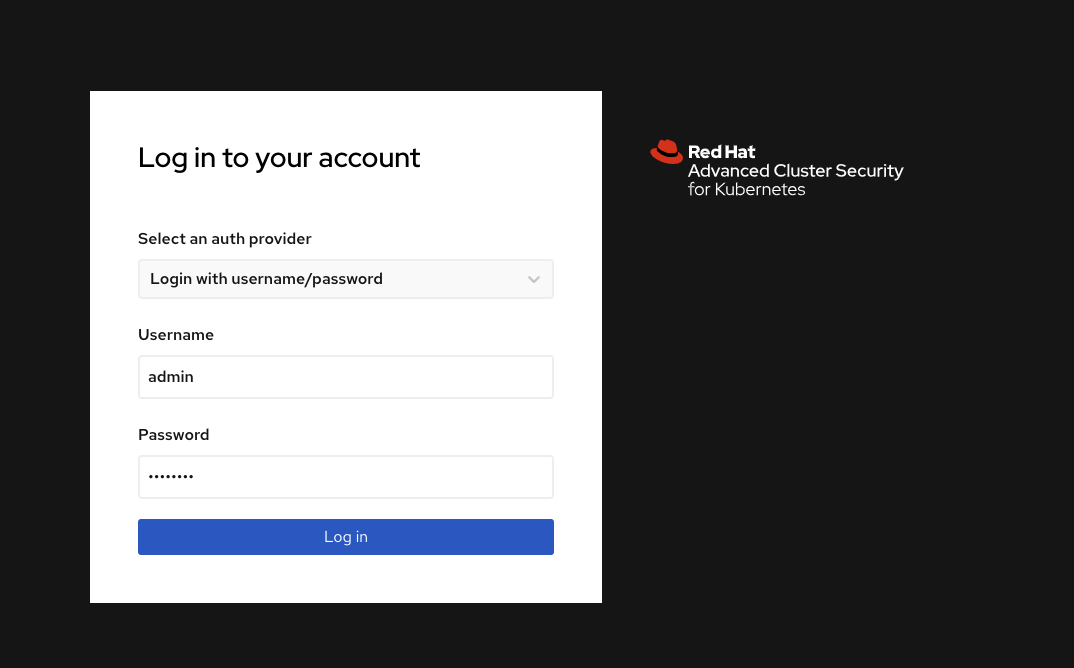 Log in to your account
Select an auth provider
Login with username/password
Username
admin
Password
••••••••
Log in
Red Hat
Advanced Cluster Security
for Kubernetes